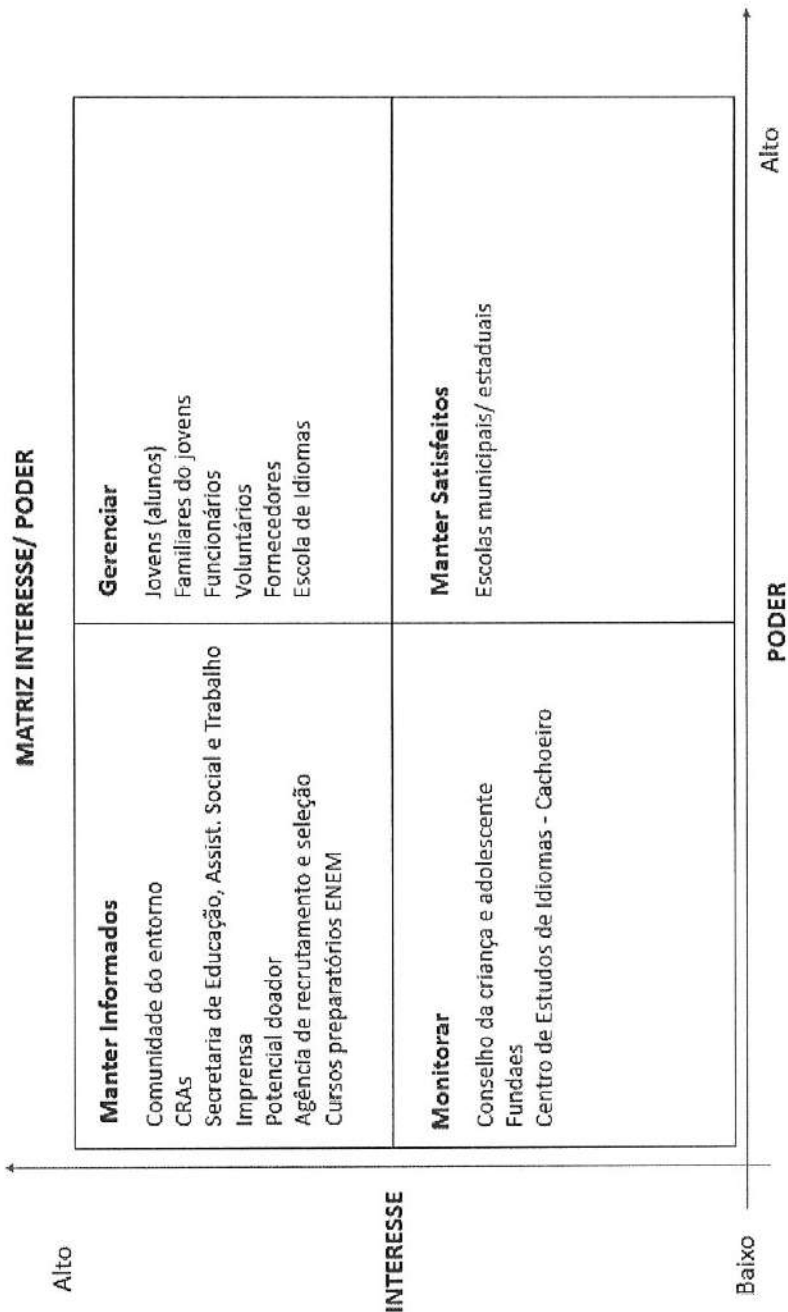 MATRIZ INTERESSE/ PODER
Alto
Manter Informados
Comunidade do entorno
CRAs
Secretaria de Educação, Assist. Social e Trabalho
Imprensa
Potencial doador
Agência de recrutamento e seleção
Cursos preparatórios ENEM
Gerenciar
Jovens (alunos)
Familiares do jovens
Funcionários
Voluntários
Fornecedores
Escola de Idiomas
INTERESSE
Monitorar
Conselho da criança e adolescente
Fundaes
Centro de Estudos de Idiomas - Cachoeiro
Manter Satisfeitos
Escolas municipais/ estaduais
Baixo
PODER
Alto